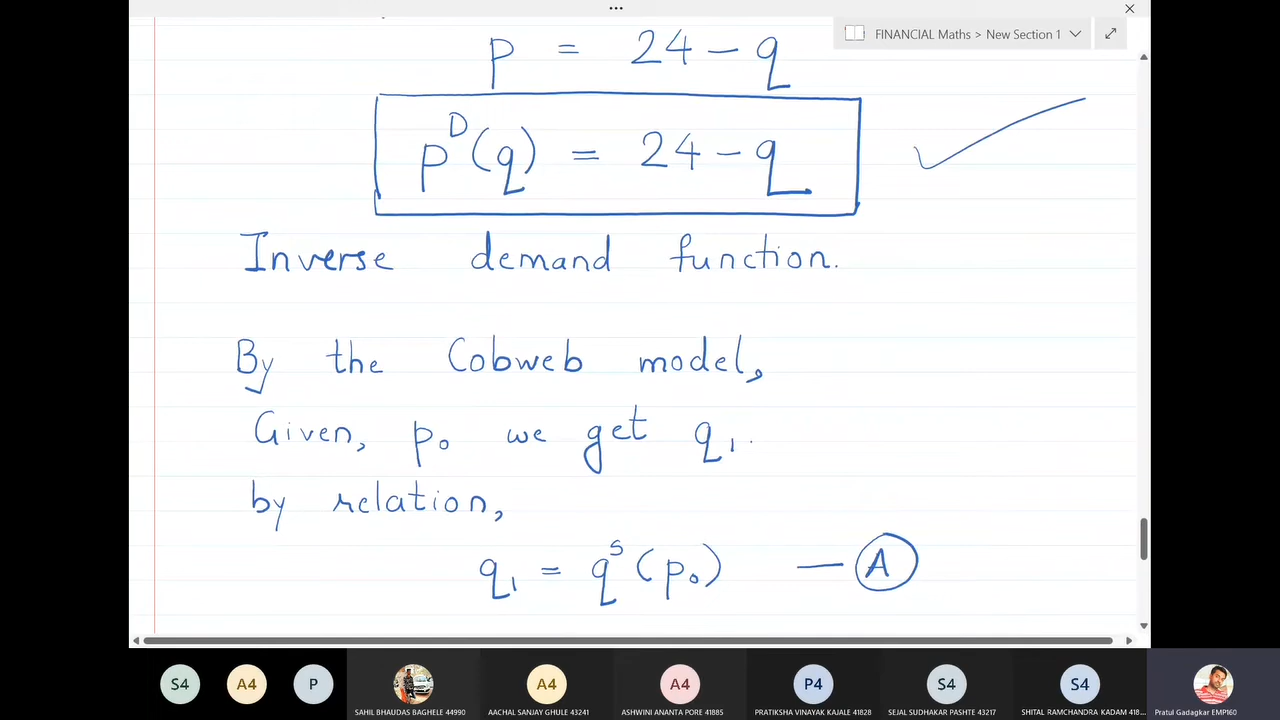 ...
FINANCIAL Maths > New Section 1
p = 24 - q
p^D(q) = 24 - q
Inverse demand function.
By the Cobweb model,
Given, p₀ we get q₁.
by relation,
q₁ = q^s(p₀) — A
S4
A4
P
A4
A4
P4
S4
S4
SAHIL BHAUDAS BAGHELE 44990
AACHAL SANJAY GHULE 43241
ASHWINI ANANTA PORE 41885
PRATIKSHA VINAYAK KAJALE 41828
SEJAL SUDHAKAR PASHTE 43217
SHITAL RAMCHANDRA KADAM 418...
Pratul Gadagkar EMP160